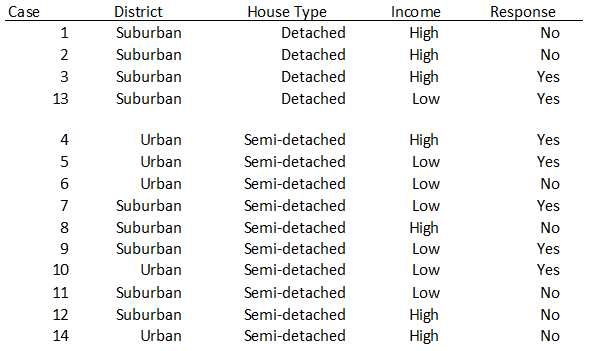 Case District House Type Income Response
1 Suburban Detached High No
2 Suburban Detached High No
3 Suburban Detached High Yes
13 Suburban Detached Low Yes
4 Urban Semi-detached High Yes
5 Urban Semi-detached Low Yes
6 Urban Semi-detached Low No
7 Suburban Semi-detached Low Yes
8 Suburban Semi-detached High No
9 Suburban Semi-detached Low Yes
10 Urban Semi-detached Low Yes
11 Suburban Semi-detached Low No
12 Suburban Semi-detached High No
14 Urban Semi-detached High No